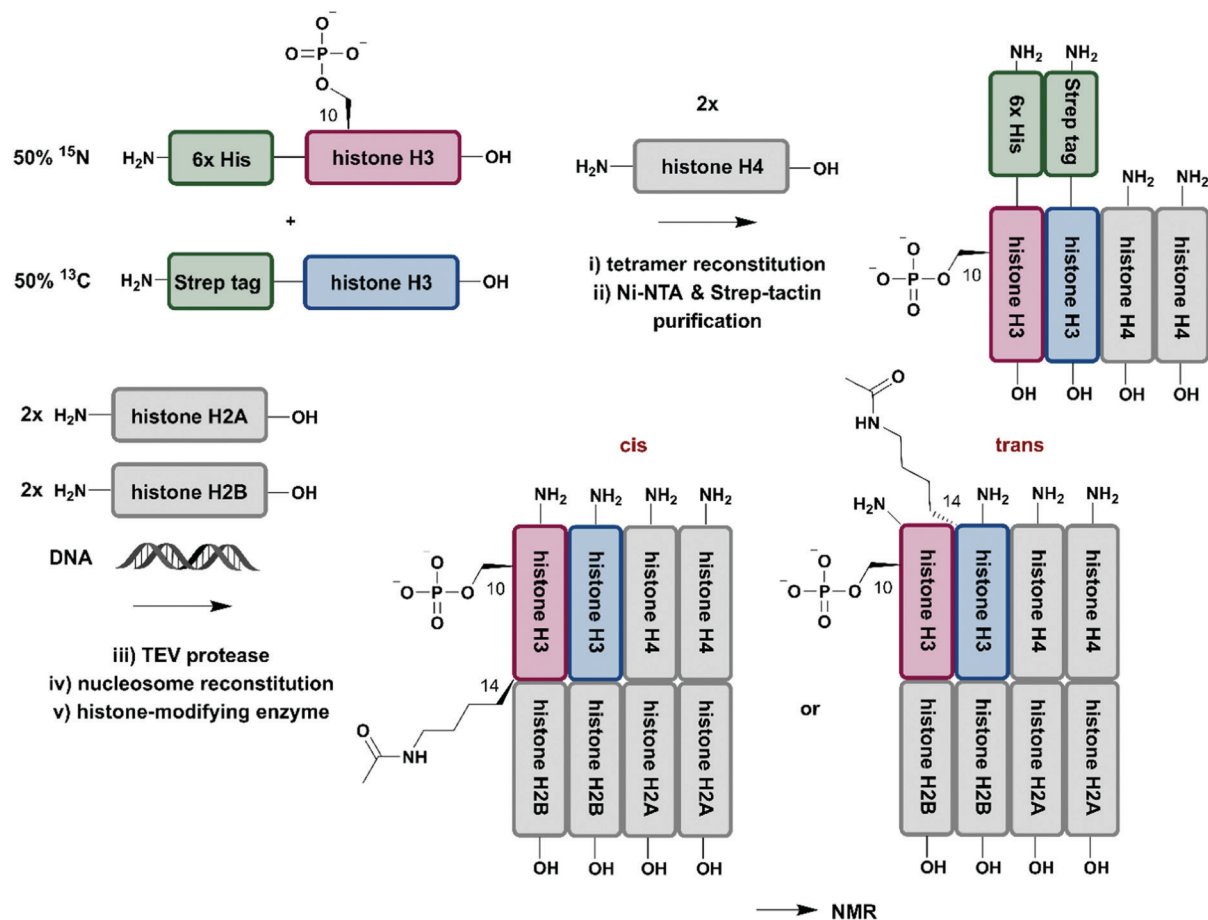 O⁻
O=P–O⁻
O
10
50% ¹⁵N
H₂N
6x His
histone H3
OH
+
50% ¹³C
H₂N
Strep tag
histone H3
OH
2x
H₂N
histone H4
OH
i) tetramer reconstitution
ii) Ni-NTA & Strep-tactin
purification
NH₂
NH₂
6x His
Strep tag
NH₂
NH₂
O⁻
⁻O–P–O
O
10
histone H3
histone H3
histone H4
histone H4
OH
OH
OH
OH
2x H₂N
histone H2A
OH
2x H₂N
histone H2B
OH
DNA
iii) TEV protease
iv) nucleosome reconstitution
v) histone-modifying enzyme
cis
NH₂
NH₂
NH₂
NH₂
O⁻
⁻O–P–O
O
10
histone H3
histone H3
histone H4
histone H4
14
O
NH
histone H2B
histone H2B
histone H2A
histone H2A
OH
OH
OH
OH
or
trans
O
HN
14
H₂N
NH₂
NH₂
NH₂
O⁻
⁻O–P–O
O
10
histone H3
histone H3
histone H4
histone H4
histone H2B
histone H2B
histone H2A
histone H2A
OH
OH
OH
OH
NMR